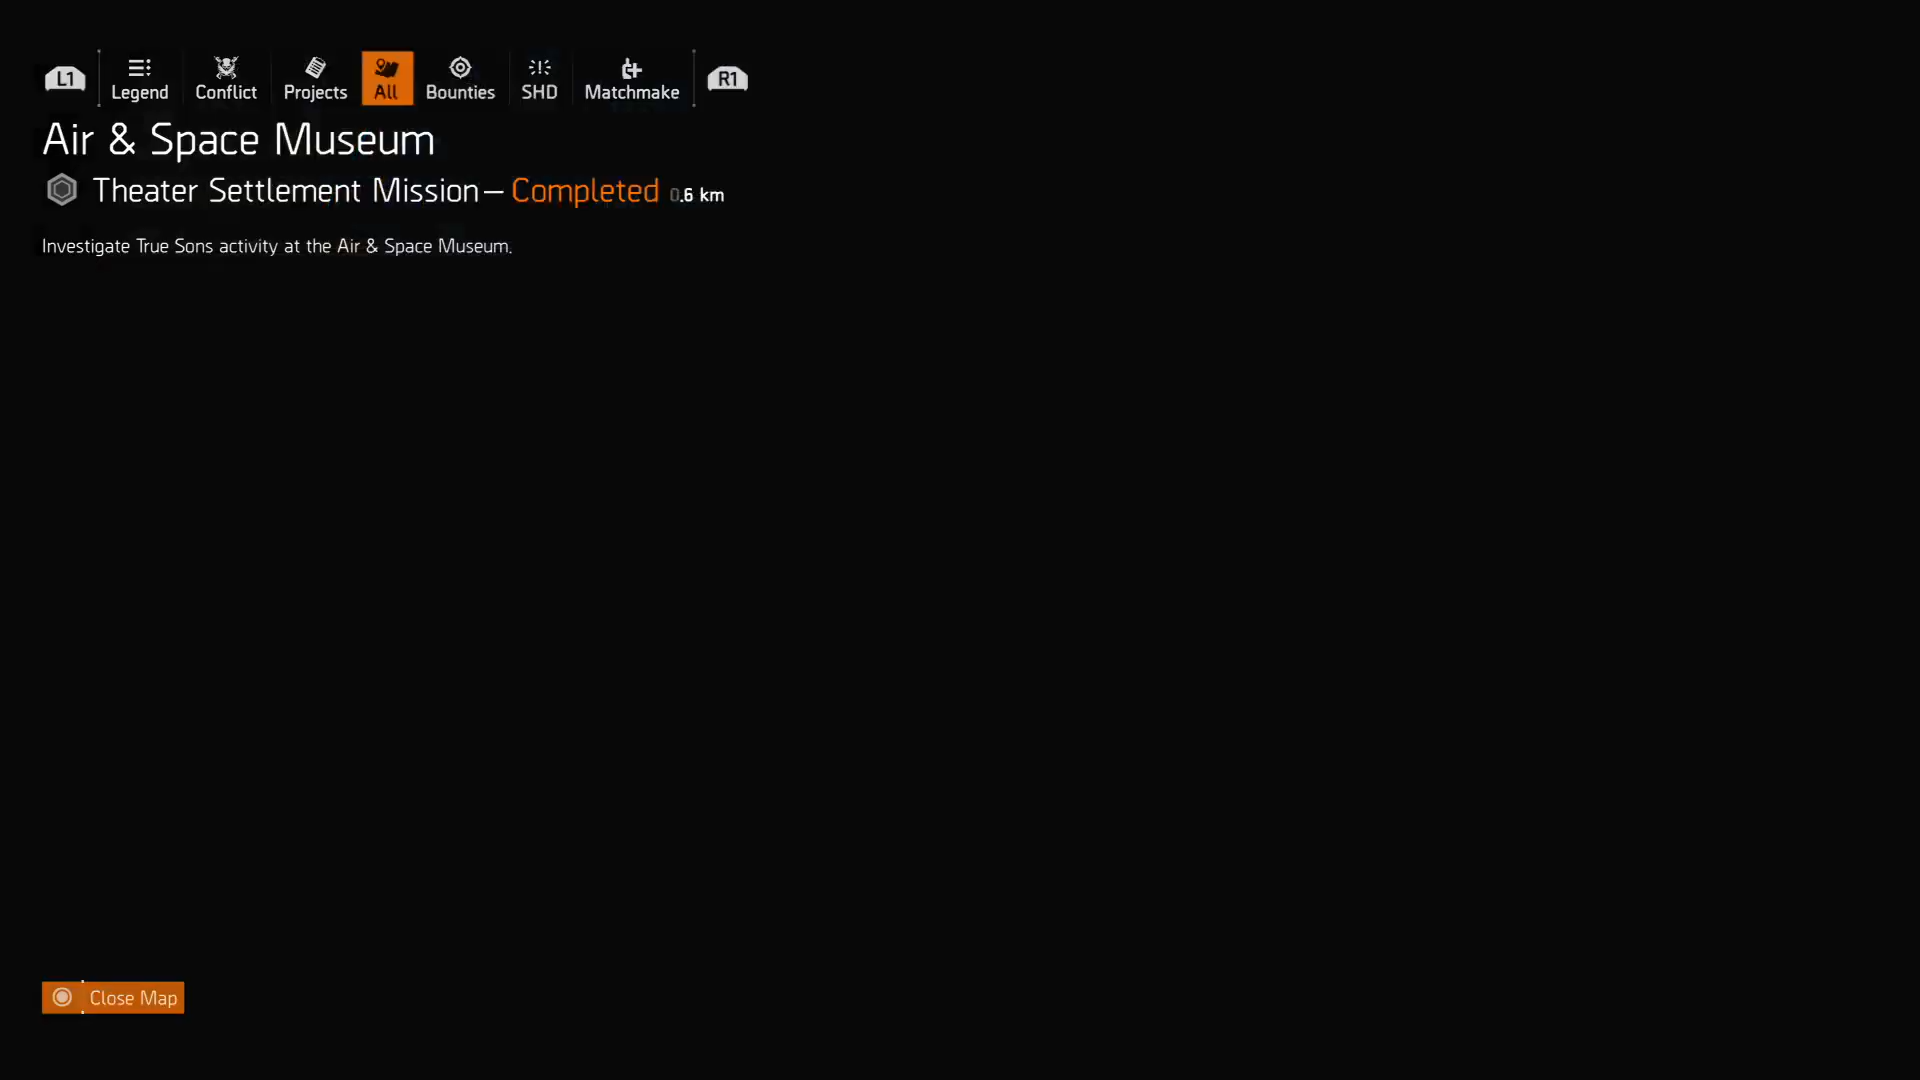 L1 Legend Conflict Projects All Bounties SHD Matchmake R1
Air & Space Museum
Theater Settlement Mission — Completed 0.6 km
Investigate True Sons activity at the Air & Space Museum.
Close Map